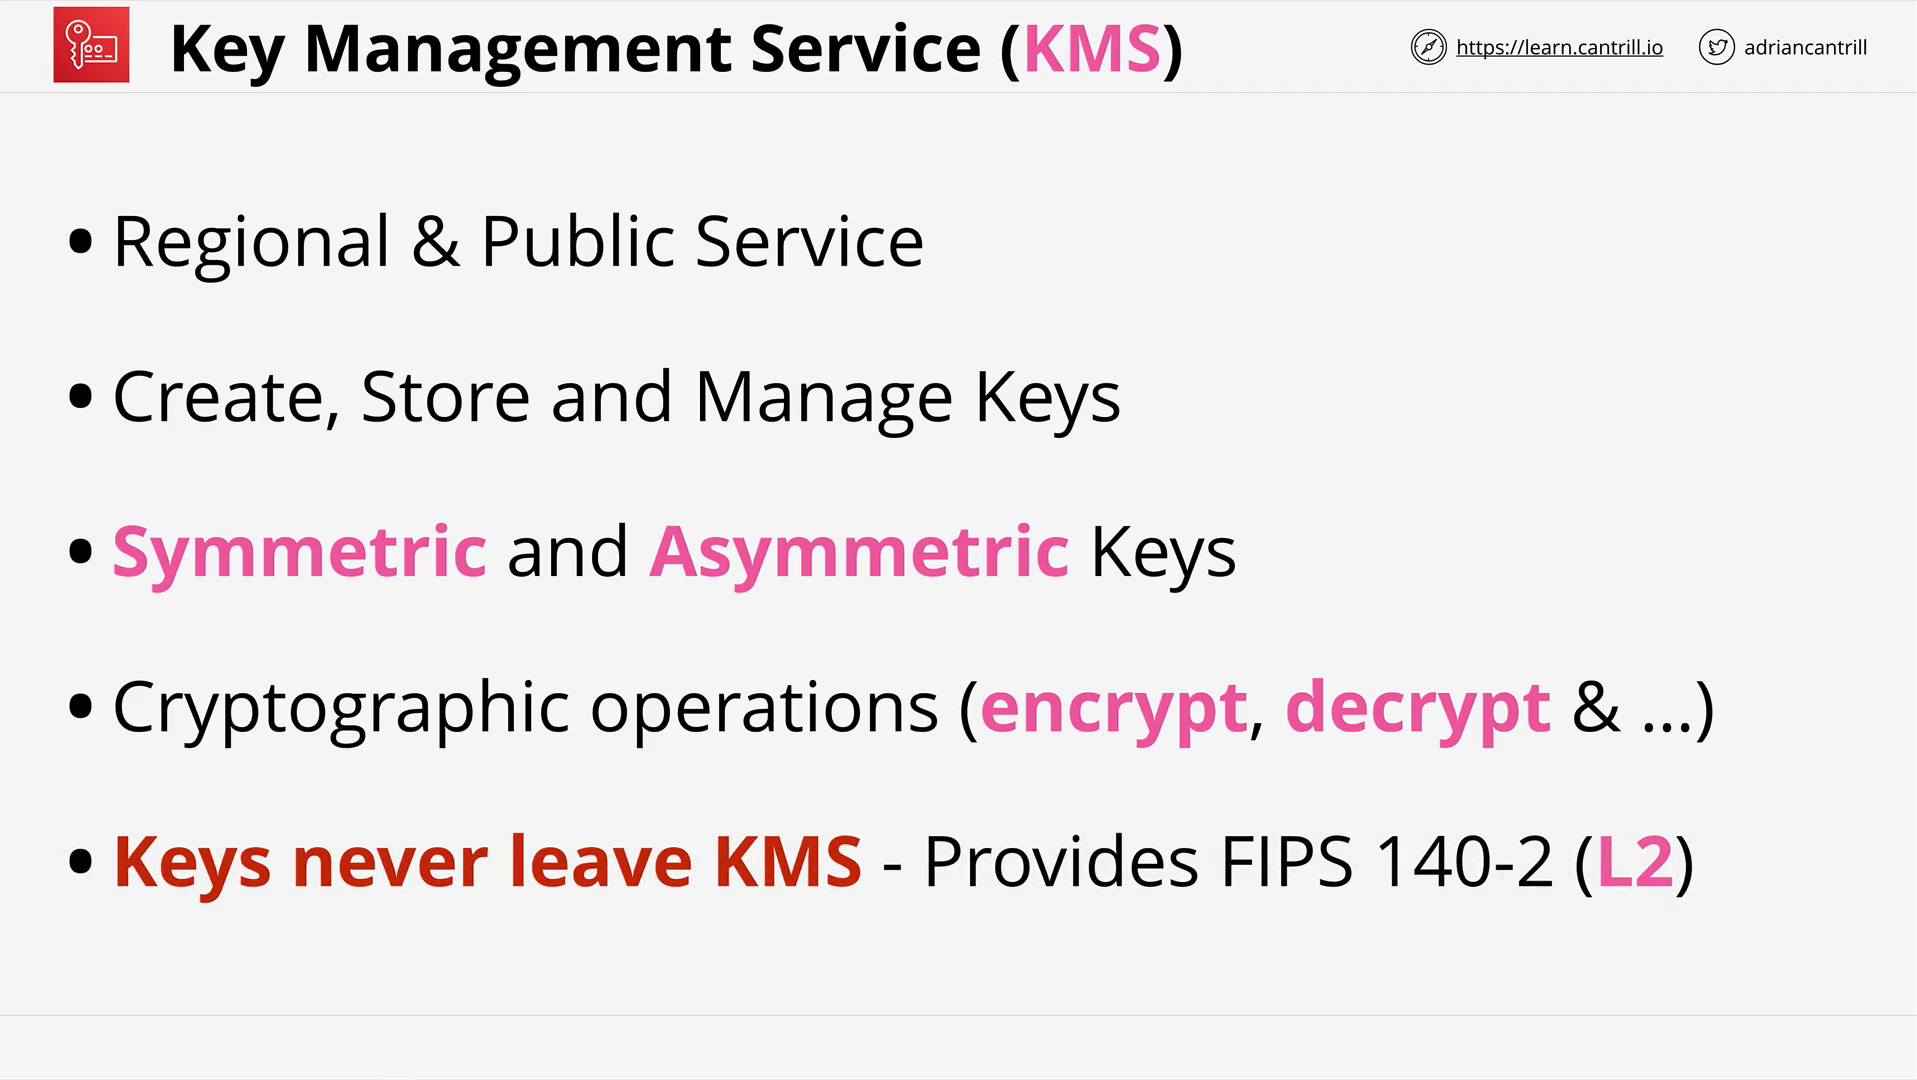 Key Management Service (KMS)
https://learn.cantrill.io
adriancantrill
• Regional & Public Service
• Create, Store and Manage Keys
• Symmetric and Asymmetric Keys
• Cryptographic operations (encrypt, decrypt & ...)
• Keys never leave KMS - Provides FIPS 140-2 (L2)